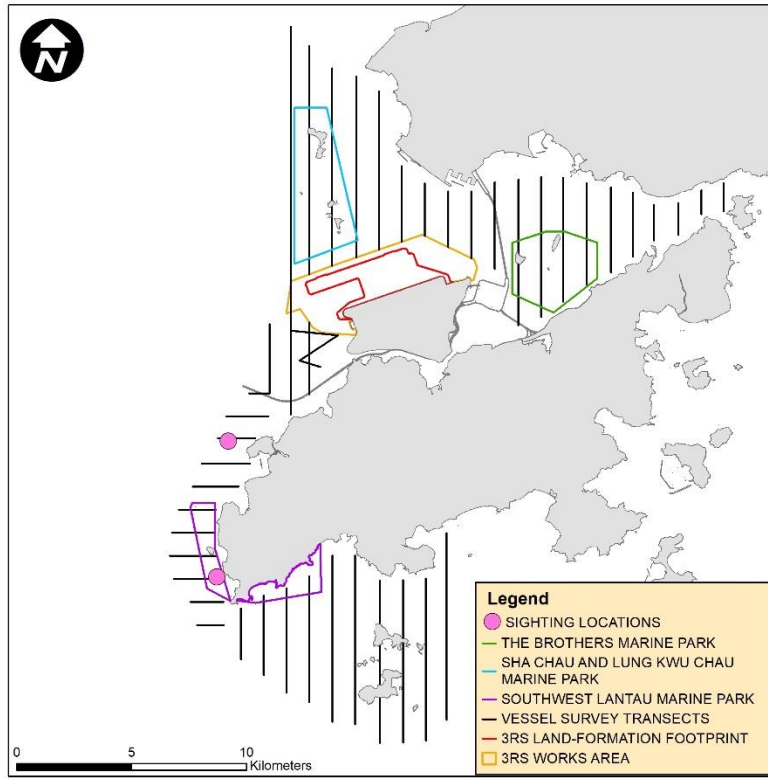 N
Legend
SIGHTING LOCATIONS
THE BROTHERS MARINE PARK
SHA CHAU AND LUNG KWU CHAU
MARINE PARK
SOUTHWEST LANTAU MARINE PARK
VESSEL SURVEY TRANSECTS
3RS LAND-FORMATION FOOTPRINT
3RS WORKS AREA
0 5 10
Kilometers